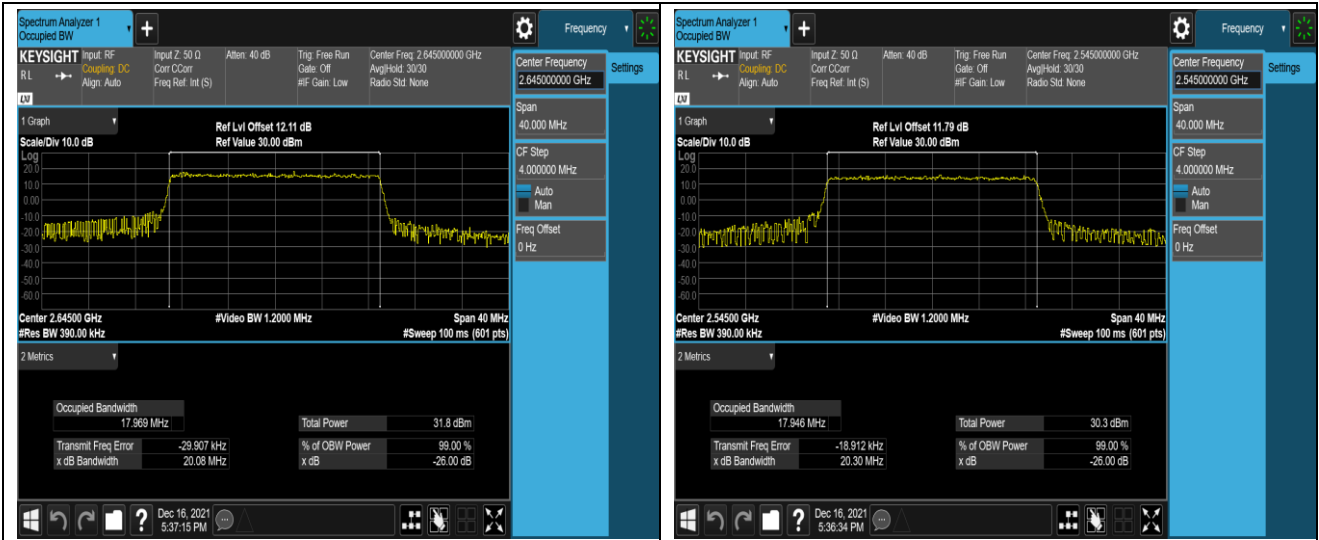 Spectrum Analyzer 1
Occupied BW
+
Frequency
KEYSIGHT
Input: RF
Coupling: DC
Align: Auto
Input Z: 50 Ω
Corr CCorr
Freq Ref: Int (S)
Atten: 40 dB
Trig: Free Run
Gate: Off
#IF Gain: Low
Center Freq: 2.645000000 GHz
Avg|Hold: 30/30
Radio Std: None
RL
LXI
Center Frequency
2.645000000 GHz
Settings
Span
40.000 MHz
CF Step
4.000000 MHz
Auto
Man
Freq Offset
0 Hz
1 Graph
Ref Lvl Offset 12.11 dB
Scale/Div 10.0 dB
Ref Value 30.00 dBm
Log
20.0
10.0
0.00
-10.0
-20.0
-30.0
-40.0
-50.0
-60.0
Center 2.64500 GHz
#Video BW 1.2000 MHz
Span 40 MHz
#Res BW 390.00 kHz
#Sweep 100 ms (601 pts)
2 Metrics
Occupied Bandwidth
17.969 MHz
Total Power 31.8 dBm
Transmit Freq Error -29.907 kHz
% of OBW Power 99.00 %
x dB Bandwidth 20.08 MHz
x dB -26.00 dB
?
Dec 16, 2021
5:37:15 PM
Spectrum Analyzer 1
Occupied BW
+
Frequency
KEYSIGHT
Input: RF
Coupling: DC
Align: Auto
Input Z: 50 Ω
Corr CCorr
Freq Ref: Int (S)
Atten: 40 dB
Trig: Free Run
Gate: Off
#IF Gain: Low
Center Freq: 2.545000000 GHz
Avg|Hold: 30/30
Radio Std: None
RL
LXI
Center Frequency
2.545000000 GHz
Settings
Span
40.000 MHz
CF Step
4.000000 MHz
Auto
Man
Freq Offset
0 Hz
1 Graph
Ref Lvl Offset 11.79 dB
Scale/Div 10.0 dB
Ref Value 30.00 dBm
Log
20.0
10.0
0.00
-10.0
-20.0
-30.0
-40.0
-50.0
-60.0
Center 2.54500 GHz
#Video BW 1.2000 MHz
Span 40 MHz
#Res BW 390.00 kHz
#Sweep 100 ms (601 pts)
2 Metrics
Occupied Bandwidth
17.946 MHz
Total Power 30.3 dBm
Transmit Freq Error -18.912 kHz
% of OBW Power 99.00 %
x dB Bandwidth 20.30 MHz
x dB -26.00 dB
?
Dec 16, 2021
5:36:34 PM